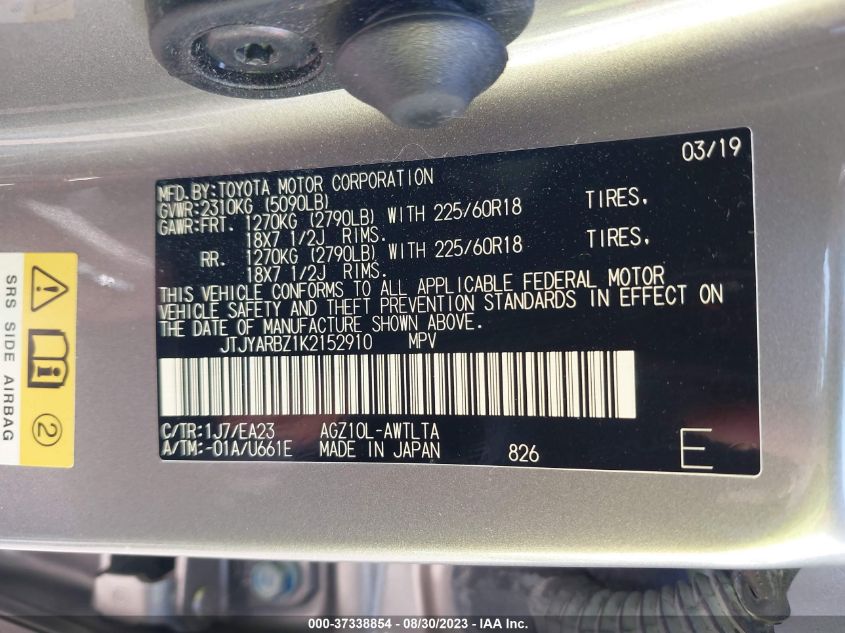 03/19
MFD.BY:TOYOTA MOTOR CORPORATION
GVWR:2310KG (5090LB)
GAWR:FRT. 1270KG (2790LB) WITH 225/60R18 TIRES,
18X7 1/2J RIMS.
RR. 1270KG (2790LB) WITH 225/60R18 TIRES,
18X7 1/2J RIMS.
THIS VEHICLE CONFORMS TO ALL APPLICABLE FEDERAL MOTOR
VEHICLE SAFETY AND THEFT PREVENTION STANDARDS IN EFFECT ON
THE DATE OF MANUFACTURE SHOWN ABOVE.
JTJYARBZ1K2152910 MPV
C/TR:1J7/EA23 AGZ10L-AWTLTA
A/TM:-01A/U661E MADE IN JAPAN 826 E
SRS SIDE AIRBAG
2
000-37338854 - 08/30/2023 - IAA Inc.